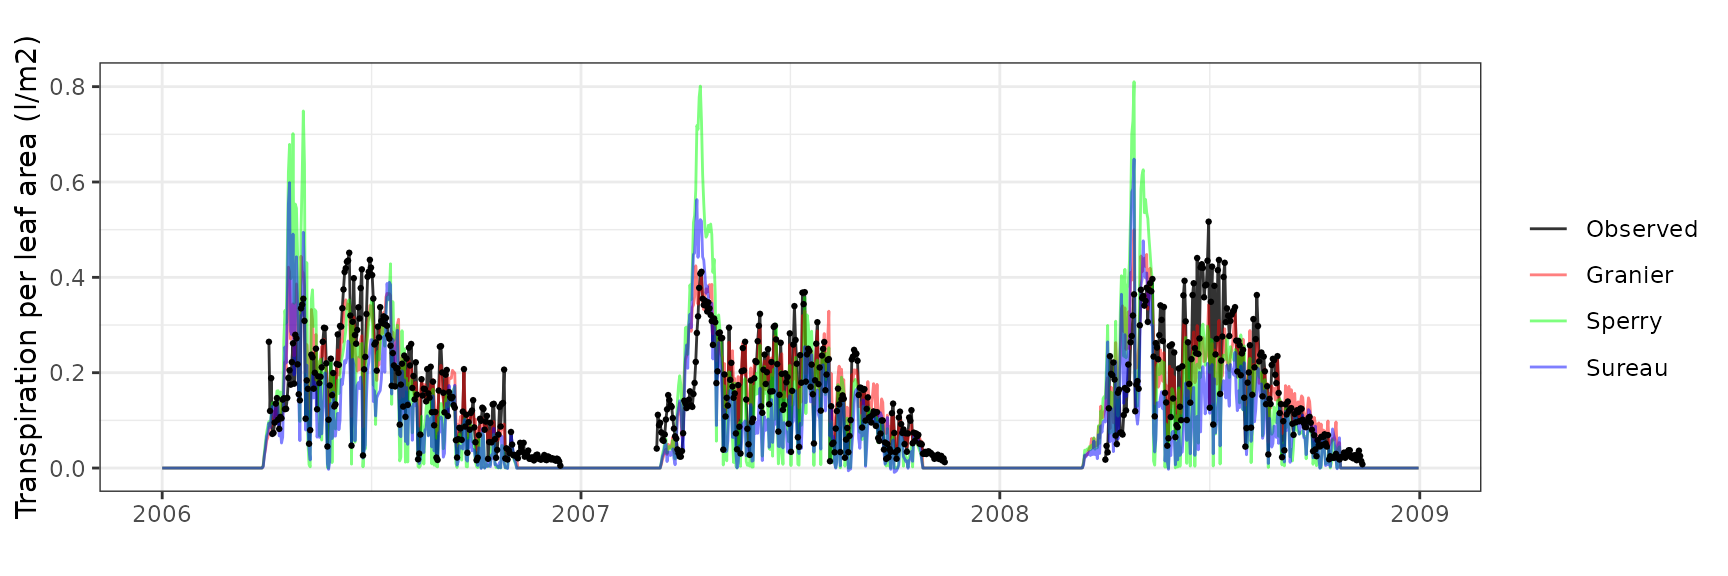 Transpiration per leaf area (l/m2)
0.8
0.6
0.4
0.2
0.0
2006
2007
2008
2009
Observed
Granier
Sperry
Sureau